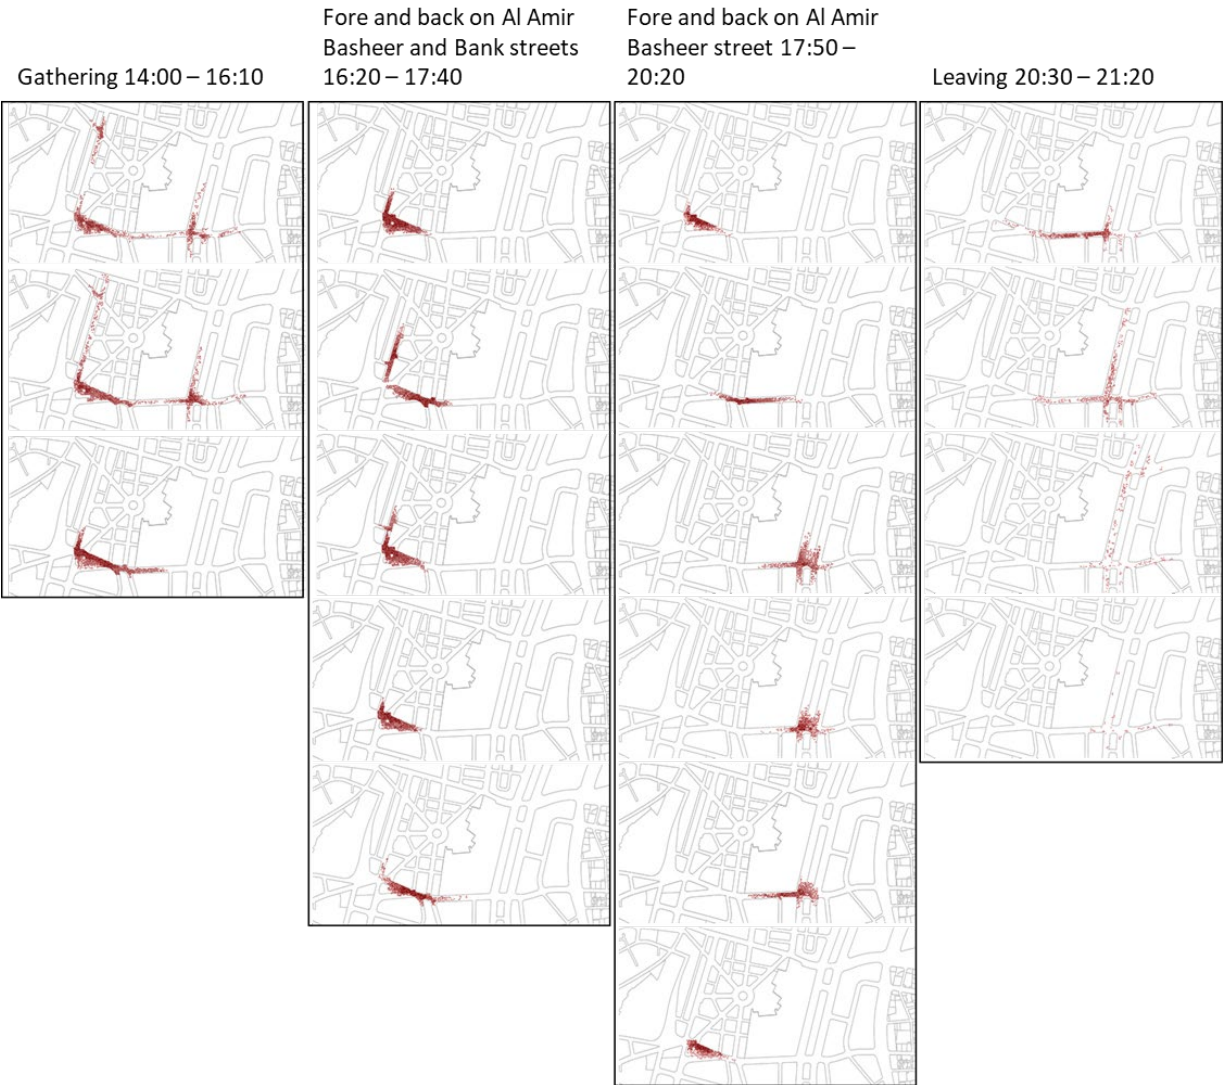 Gathering 14:00 – 16:10
Fore and back on Al Amir
Basheer and Bank streets
16:20 – 17:40
Fore and back on Al Amir
Basheer street 17:50 –
20:20
Leaving 20:30 – 21:20